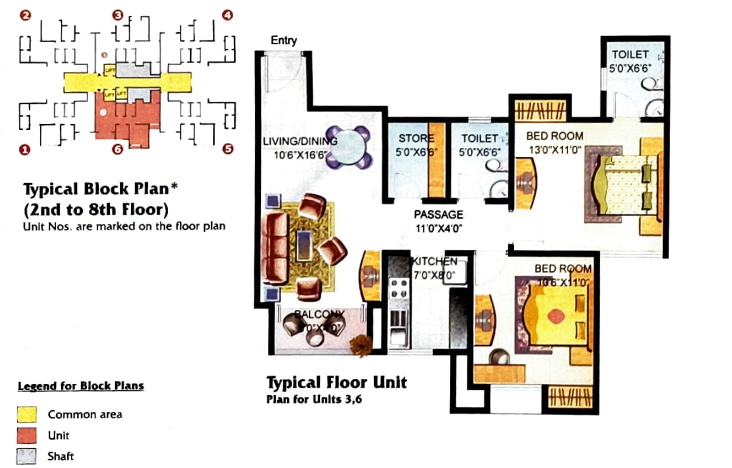 2
3
4
LIFT
LIFT LIFT
1
6
5
Typical Block Plan*
(2nd to 8th Floor)
Unit Nos. are marked on the floor plan
Legend for Block Plans
Common area
Unit
Shaft
Entry
TOILET
5'0"X6'6"
LIVING/DINING
10'6"X16'6"
STORE
5'0"X6'6"
TOILET
5'0"X6'6"
BED ROOM
13'0"X11'0"
PASSAGE
11'0"X4'0"
KITCHEN
7'0"X8'0"
BED ROOM
10'6"X11'0"
BALCONY
Typical Floor Unit
Plan for Units 3,6